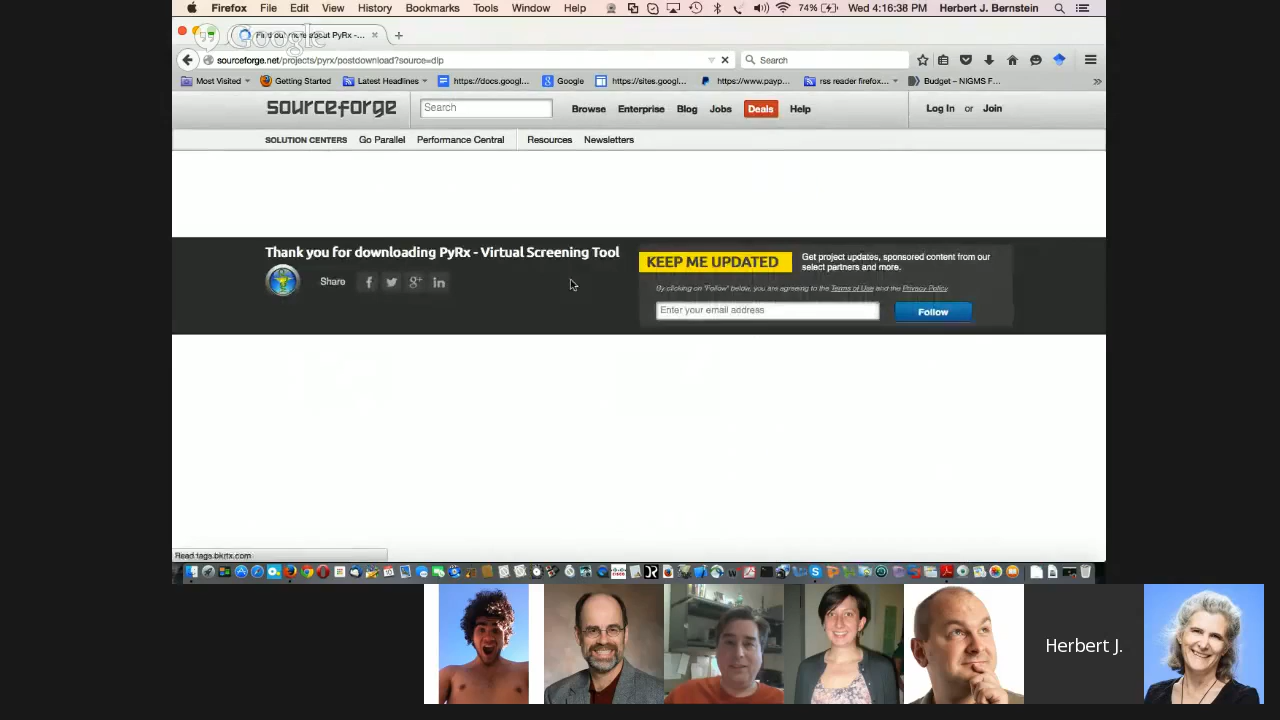 Firefox File Edit View History Bookmarks Tools Window Help 74% Wed 4:16:38 PM Herbert J. Bernstein
Google
Find out more about PyRx -...
sourceforge.net/projects/pyrx/postdownload?source=dlp
Search
Most Visited Getting Started Latest Headlines https://docs.googl... Google https://sites.googl... https://www.payp... rss reader firefox... Budget – NIGMS F...
sourceforge Search Browse Enterprise Blog Jobs Deals Help Log In or Join
SOLUTION CENTERS Go Parallel Performance Central Resources Newsletters
Thank you for downloading PyRx - Virtual Screening Tool
Share
KEEP ME UPDATED
Get project updates, sponsored content from our
select partners and more.
By clicking on "Follow" below, you are agreeing to the Terms of Use and the Privacy Policy.
Enter your email address
Follow
Read tags.bkrtx.com
Herbert J.